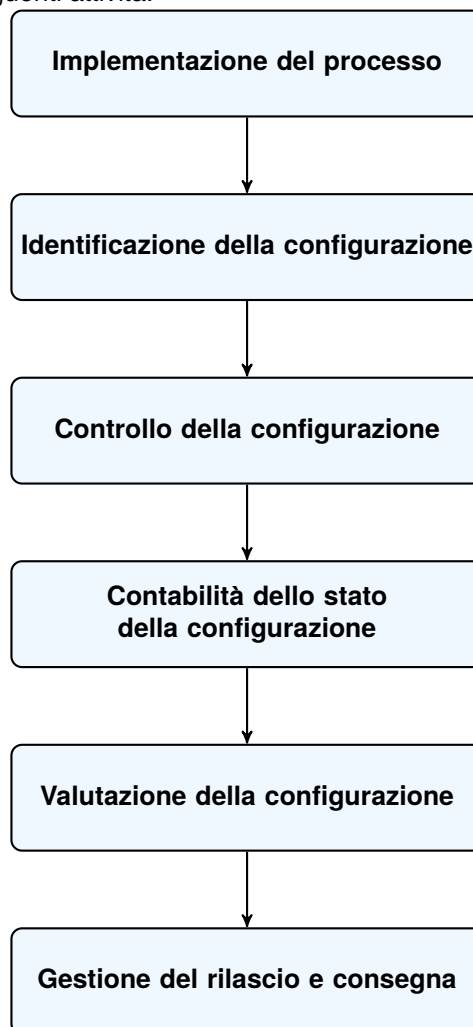 attività:
Implementazione del processo
Identificazione della configurazione
Controllo della configurazione
Contabilità dello stato
della configurazione
Valutazione della configurazione
Gestione del rilascio e consegna